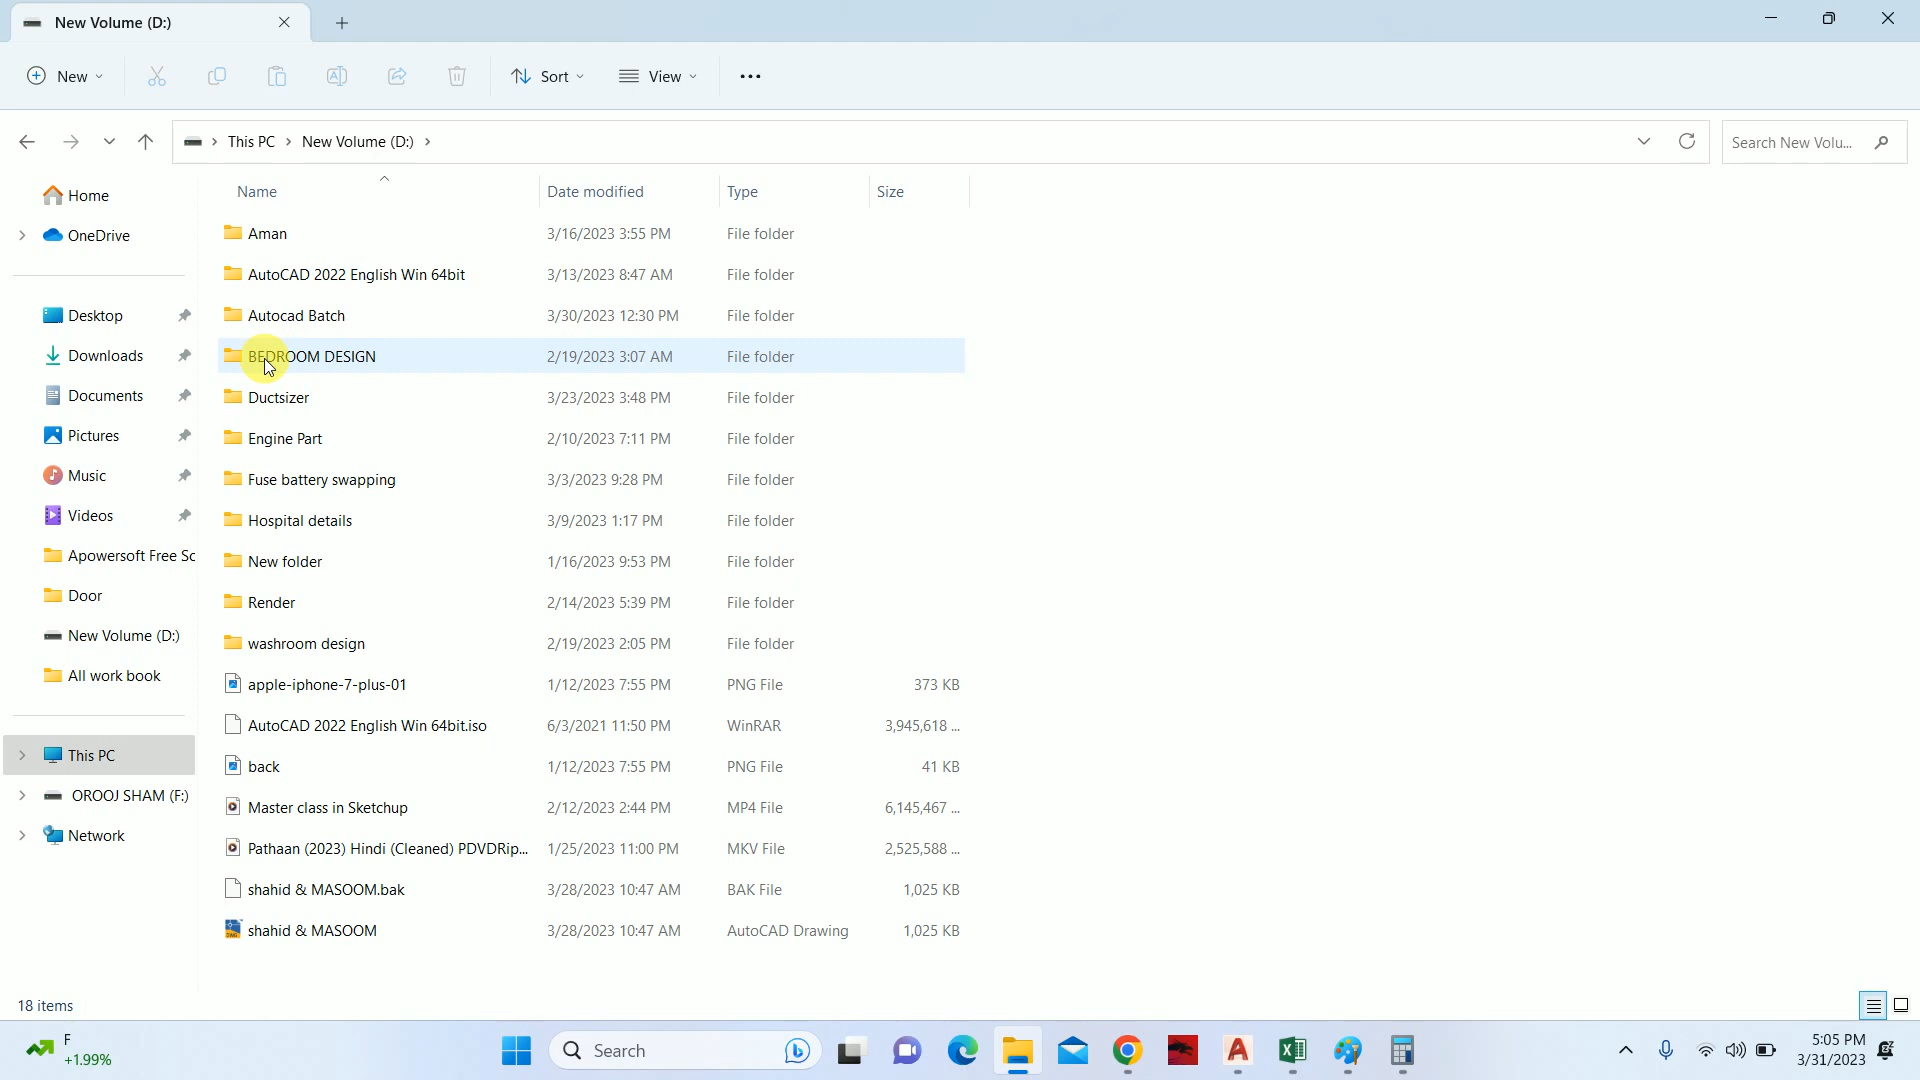 New Volume (D:)
New
Sort
View
This PC
New Volume (D:)
Search New Volu...
Name
Date modified
Type
Size
Home
OneDrive
Desktop
Downloads
Documents
Pictures
Music
Videos
Apowersoft Free Sc
Door
New Volume (D:)
All work book
This PC
OROOJ SHAM (F:)
Network
Aman 3/16/2023 3:55 PM File folder
AutoCAD 2022 English Win 64bit 3/13/2023 8:47 AM File folder
Autocad Batch 3/30/2023 12:30 PM File folder
BEDROOM DESIGN 2/19/2023 3:07 AM File folder
Ductsizer 3/23/2023 3:48 PM File folder
Engine Part 2/10/2023 7:11 PM File folder
Fuse battery swapping 3/3/2023 9:28 PM File folder
Hospital details 3/9/2023 1:17 PM File folder
New folder 1/16/2023 9:53 PM File folder
Render 2/14/2023 5:39 PM File folder
washroom design 2/19/2023 2:05 PM File folder
apple-iphone-7-plus-01 1/12/2023 7:55 PM PNG File 373 KB
AutoCAD 2022 English Win 64bit.iso 6/3/2021 11:50 PM WinRAR 3,945,618 ...
back 1/12/2023 7:55 PM PNG File 41 KB
Master class in Sketchup 2/12/2023 2:44 PM MP4 File 6,145,467 ...
Pathaan (2023) Hindi (Cleaned) PDVDRip... 1/25/2023 11:00 PM MKV File 2,525,588 ...
shahid & MASOOM.bak 3/28/2023 10:47 AM BAK File 1,025 KB
shahid & MASOOM 3/28/2023 10:47 AM AutoCAD Drawing 1,025 KB
18 items
F
+1.99%
Search
5:05 PM
3/31/2023